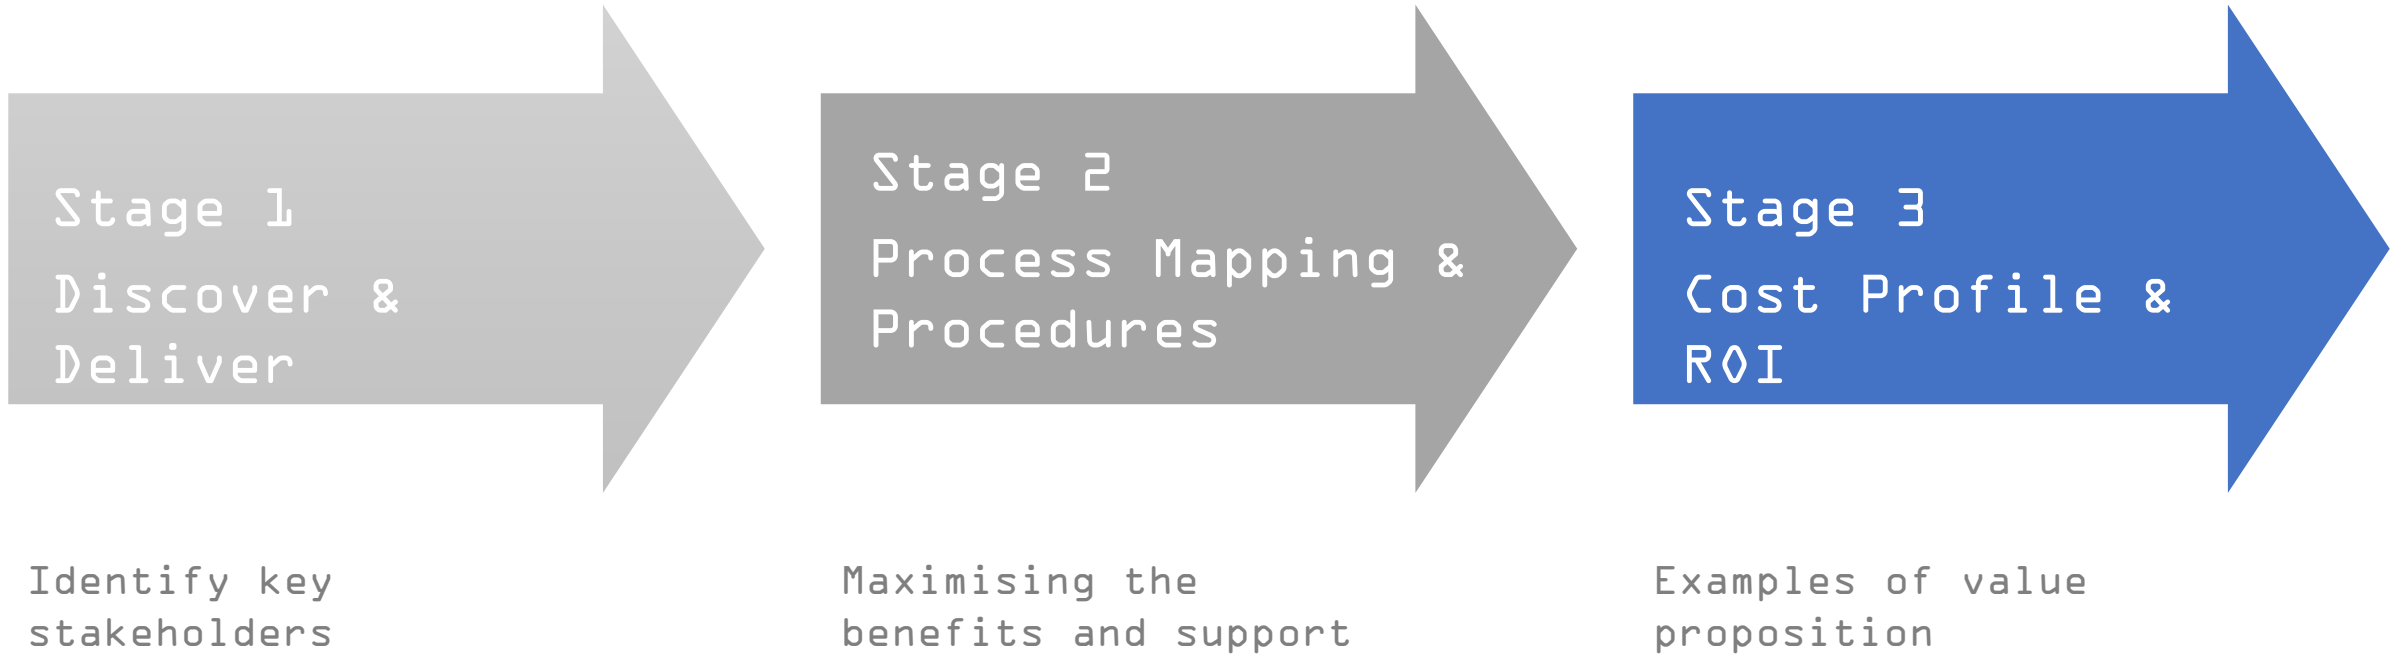 Stage 1
Discover &
Deliver
Stage 2
Process Mapping &
Procedures
Stage 3
Cost Profile &
ROI
Identify key
stakeholders
Maximising the
benefits and support
Examples of value
proposition